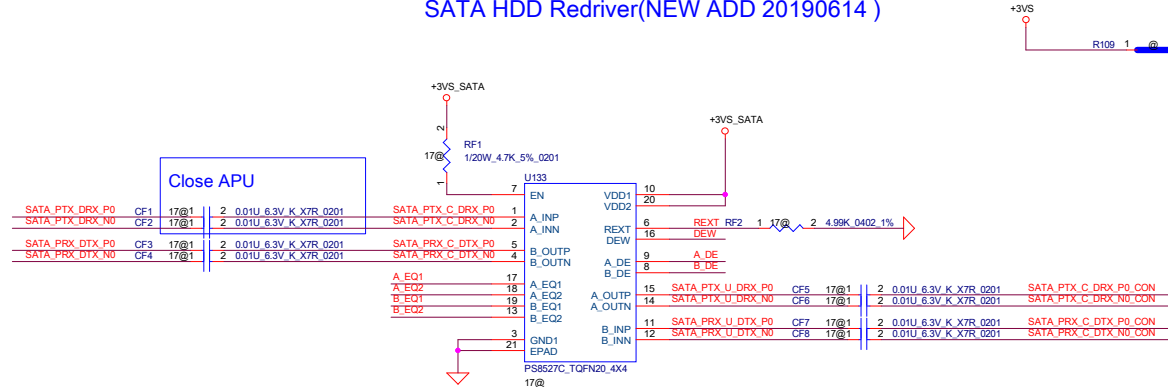 SATA HDD Redriver(NEW ADD 20190614 )
+3VS
R109 1 @
+3VS_SATA
+3VS_SATA
2
RF1
17@
1/20W_4.7K_5%_0201
1
Close APU
U133
7 EN VDD1 10
VDD2 20
SATA_PTX_DRX_P0 CF1 17@1 2 0.01U_6.3V_K_X7R_0201 SATA_PTX_C_DRX_P0 1 A_INP
SATA_PTX_DRX_N0 CF2 17@1 2 0.01U_6.3V_K_X7R_0201 SATA_PTX_C_DRX_N0 2 A_INN
REXT 6 REXT RF2 1 17@ 2 4.99K_0402_1%
DEW 16 DEW
SATA_PRX_DTX_P0 CF3 17@1 2 0.01U_6.3V_K_X7R_0201 SATA_PRX_C_DTX_P0 5 B_OUTP
SATA_PRX_DTX_N0 CF4 17@1 2 0.01U_6.3V_K_X7R_0201 SATA_PRX_C_DTX_N0 4 B_OUTN
A_DE 9 A_DE
B_DE 8 B_DE
A_EQ1 17 A_EQ1
A_EQ2 18 A_EQ2
B_EQ1 19 B_EQ1
B_EQ2 13 B_EQ2
A_OUTP 15 SATA_PTX_U_DRX_P0 CF5 17@1 2 0.01U_6.3V_K_X7R_0201 SATA_PTX_C_DRX_P0_CON
A_OUTN 14 SATA_PTX_U_DRX_N0 CF6 17@1 2 0.01U_6.3V_K_X7R_0201 SATA_PTX_C_DRX_N0_CON
B_INP 11 SATA_PRX_U_DTX_P0 CF7 17@1 2 0.01U_6.3V_K_X7R_0201 SATA_PRX_C_DTX_P0_CON
B_INN 12 SATA_PRX_U_DTX_N0 CF8 17@1 2 0.01U_6.3V_K_X7R_0201 SATA_PRX_C_DTX_N0_CON
3 GND1
21 EPAD
PS8527C_TQFN20_4X4
17@